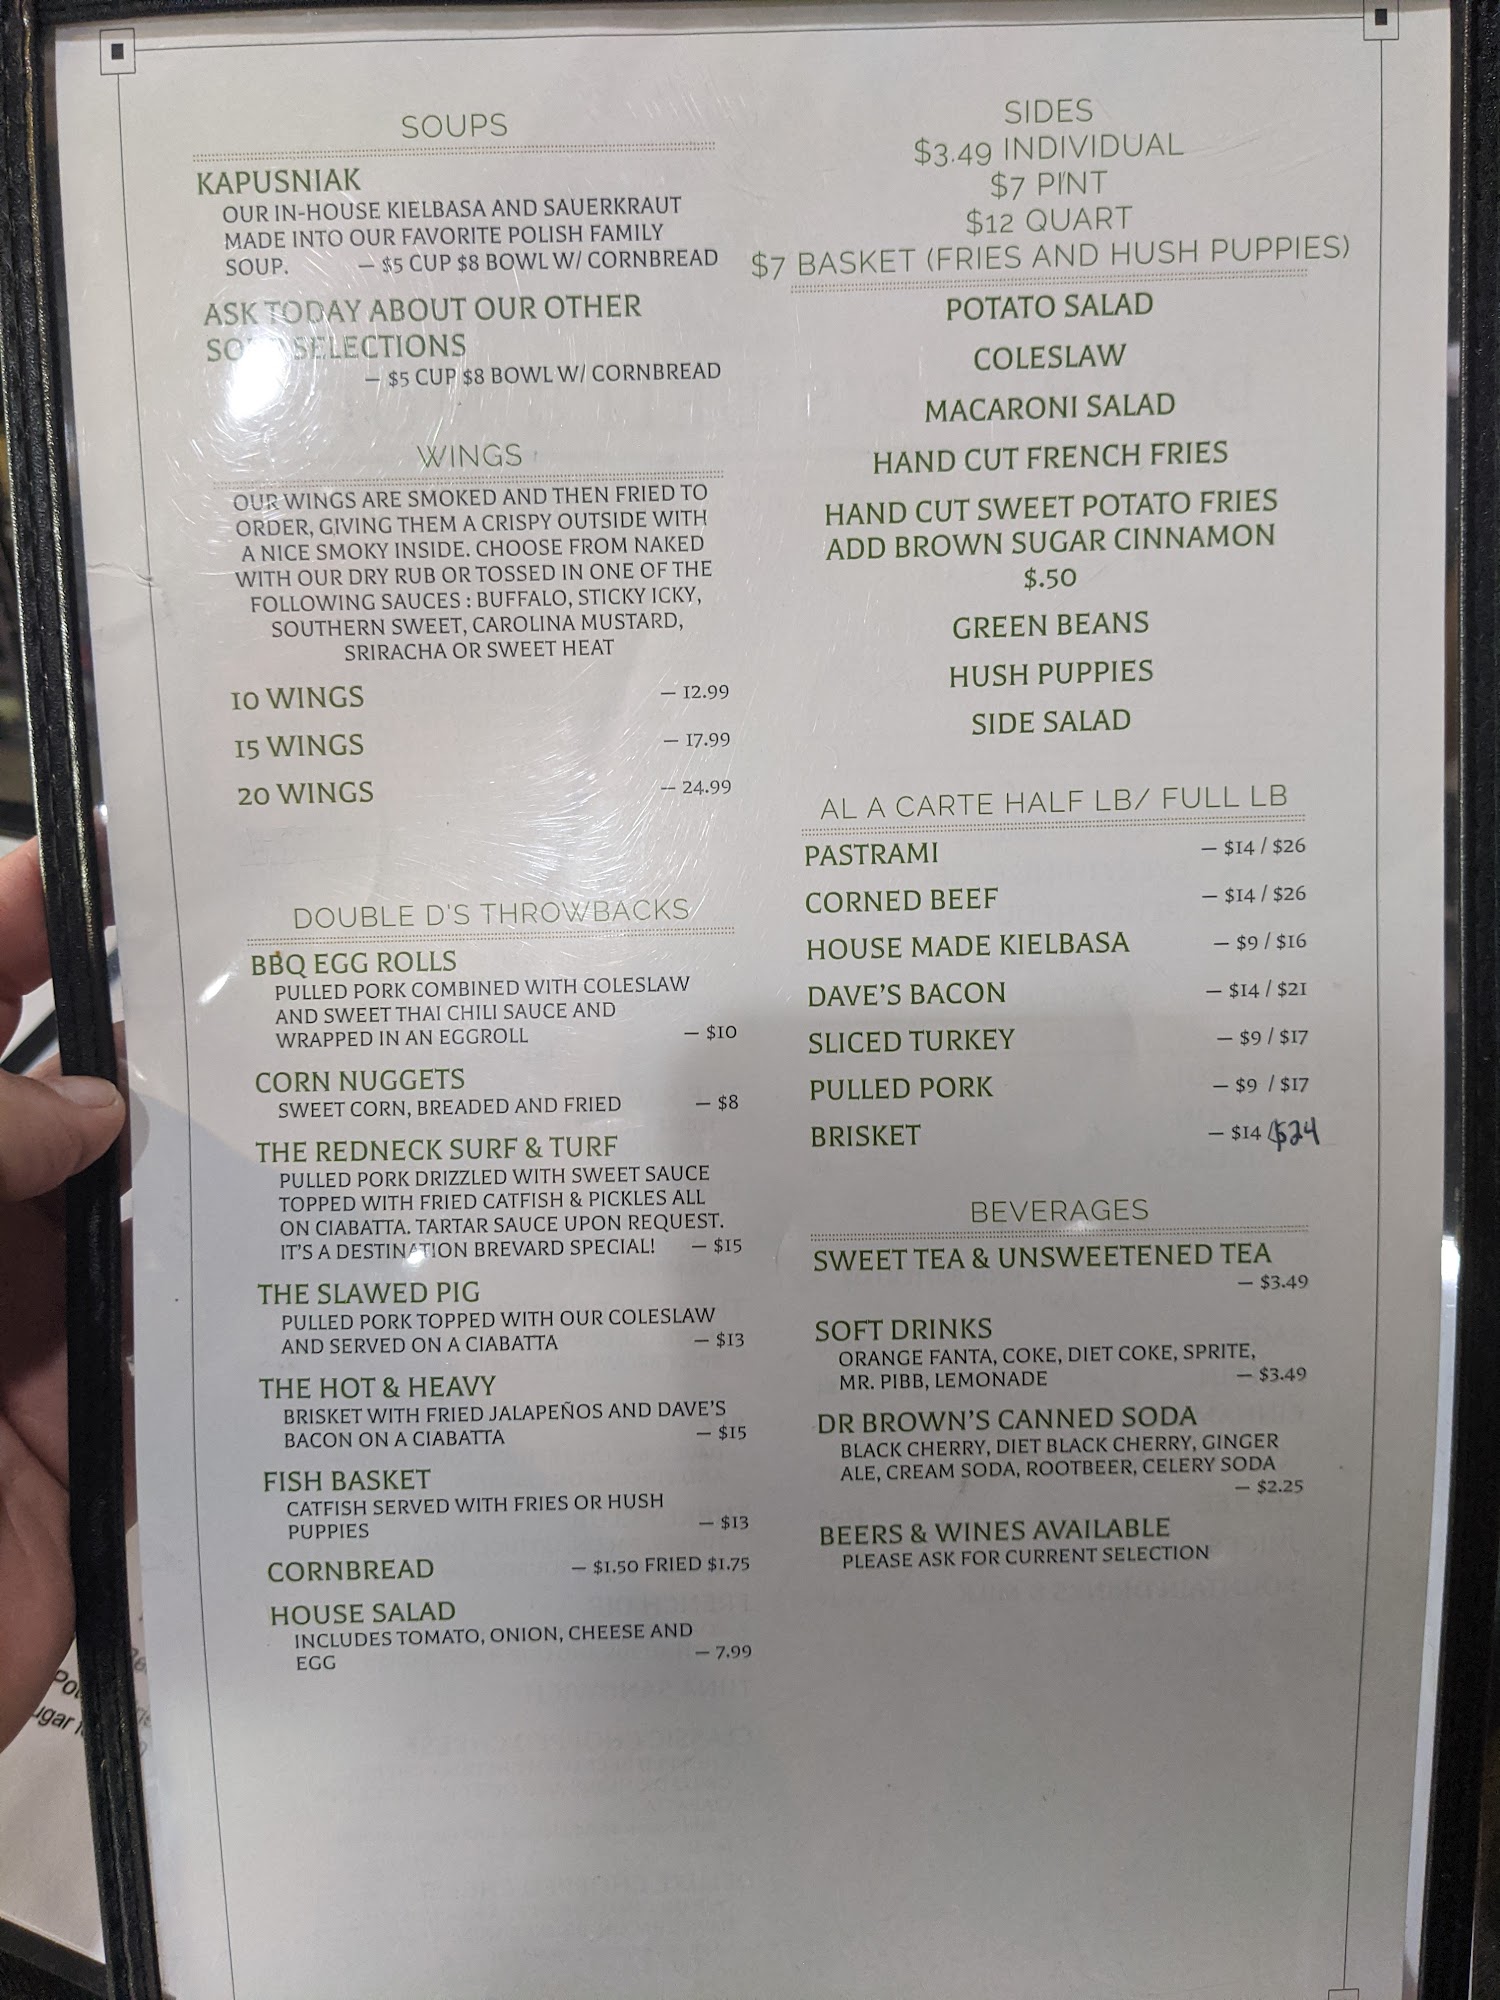 SOUPS
KAPUSNIAK
OUR IN-HOUSE KIELBASA AND SAUERKRAUT
MADE INTO OUR FAVORITE POLISH FAMILY
SOUP. — $5 CUP $8 BOWL W/ CORNBREAD
ASK TODAY ABOUT OUR OTHER
SELECTIONS
— $5 CUP $8 BOWL W/ CORNBREAD
WINGS
OUR WINGS ARE SMOKED AND THEN FRIED TO
ORDER, GIVING THEM A CRISPY OUTSIDE WITH
A NICE SMOKY INSIDE. CHOOSE FROM NAKED
WITH OUR DRY RUB OR TOSSED IN ONE OF THE
FOLLOWING SAUCES : BUFFALO, STICKY ICKY,
SOUTHERN SWEET, CAROLINA MUSTARD,
SRIRACHA OR SWEET HEAT
10 WINGS — 12.99
15 WINGS — 17.99
20 WINGS — 24.99
DOUBLE D'S THROWBACKS
BBQ EGG ROLLS
PULLED PORK COMBINED WITH COLESLAW
AND SWEET THAI CHILI SAUCE AND
WRAPPED IN AN EGGROLL — $10
CORN NUGGETS
SWEET CORN, BREADED AND FRIED — $8
THE REDNECK SURF & TURF
PULLED PORK DRIZZLED WITH SWEET SAUCE
TOPPED WITH FRIED CATFISH & PICKLES ALL
ON CIABATTA. TARTAR SAUCE UPON REQUEST.
IT'S A DESTINATION BREVARD SPECIAL! — $15
THE SLAWED PIG
PULLED PORK TOPPED WITH OUR COLESLAW
AND SERVED ON A CIABATTA — $13
THE HOT & HEAVY
BRISKET WITH FRIED JALAPEÑOS AND DAVE'S
BACON ON A CIABATTA — $15
FISH BASKET
CATFISH SERVED WITH FRIES OR HUSH
PUPPIES — $13
CORNBREAD — $1.50 FRIED $1.75
HOUSE SALAD
INCLUDES TOMATO, ONION, CHEESE AND
EGG — 7.99
SIDES
$3.49 INDIVIDUAL
$7 PINT
$12 QUART
$7 BASKET (FRIES AND HUSH PUPPIES)
POTATO SALAD
COLESLAW
MACARONI SALAD
HAND CUT FRENCH FRIES
HAND CUT SWEET POTATO FRIES
ADD BROWN SUGAR CINNAMON
$.50
GREEN BEANS
HUSH PUPPIES
SIDE SALAD
AL A CARTE HALF LB/ FULL LB
PASTRAMI — $14 / $26
CORNED BEEF — $14 / $26
HOUSE MADE KIELBASA — $9 / $16
DAVE'S BACON — $14 / $21
SLICED TURKEY — $9 / $17
PULLED PORK — $9 / $17
BRISKET — $14 /$24
BEVERAGES
SWEET TEA & UNSWEETENED TEA
— $3.49
SOFT DRINKS
ORANGE FANTA, COKE, DIET COKE, SPRITE,
MR. PIBB, LEMONADE — $3.49
DR BROWN'S CANNED SODA
BLACK CHERRY, DIET BLACK CHERRY, GINGER
ALE, CREAM SODA, ROOTBEER, CELERY SODA
— $2.25
BEERS & WINES AVAILABLE
PLEASE ASK FOR CURRENT SELECTION